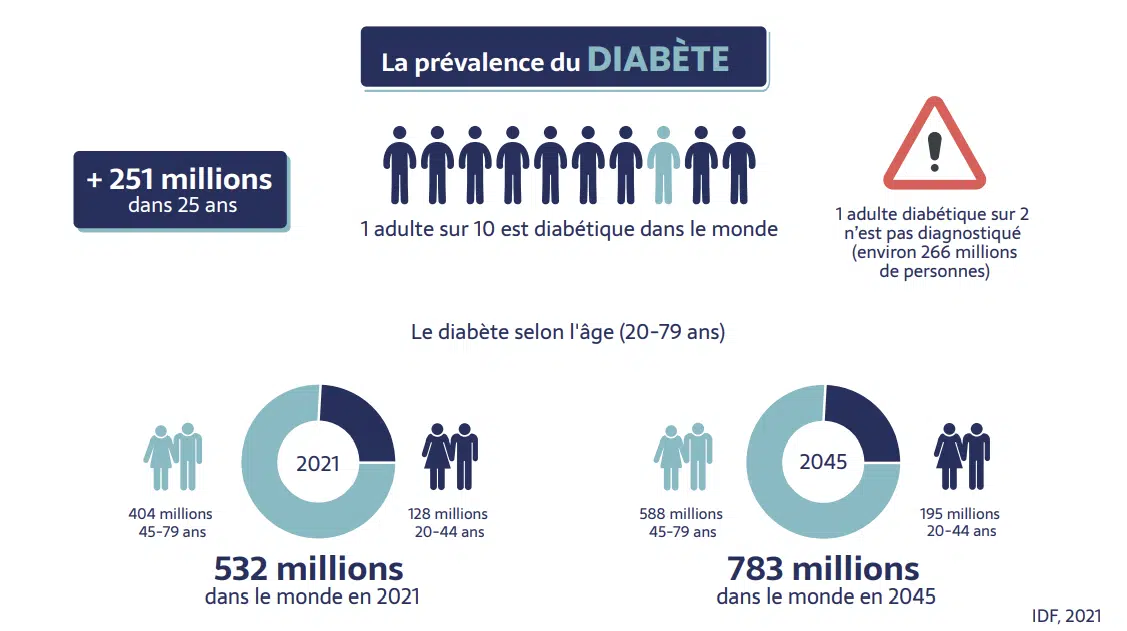 La prévalence du DIABÈTE
+ 251 millions
dans 25 ans
1 adulte sur 10 est diabétique dans le monde
1 adulte diabétique sur 2
n'est pas diagnostiqué
(environ 266 millions
de personnes)
Le diabète selon l'âge (20-79 ans)
2021
404 millions
45-79 ans
128 millions
20-44 ans
532 millions
dans le monde en 2021
2045
588 millions
45-79 ans
195 millions
20-44 ans
783 millions
dans le monde en 2045
IDF, 2021